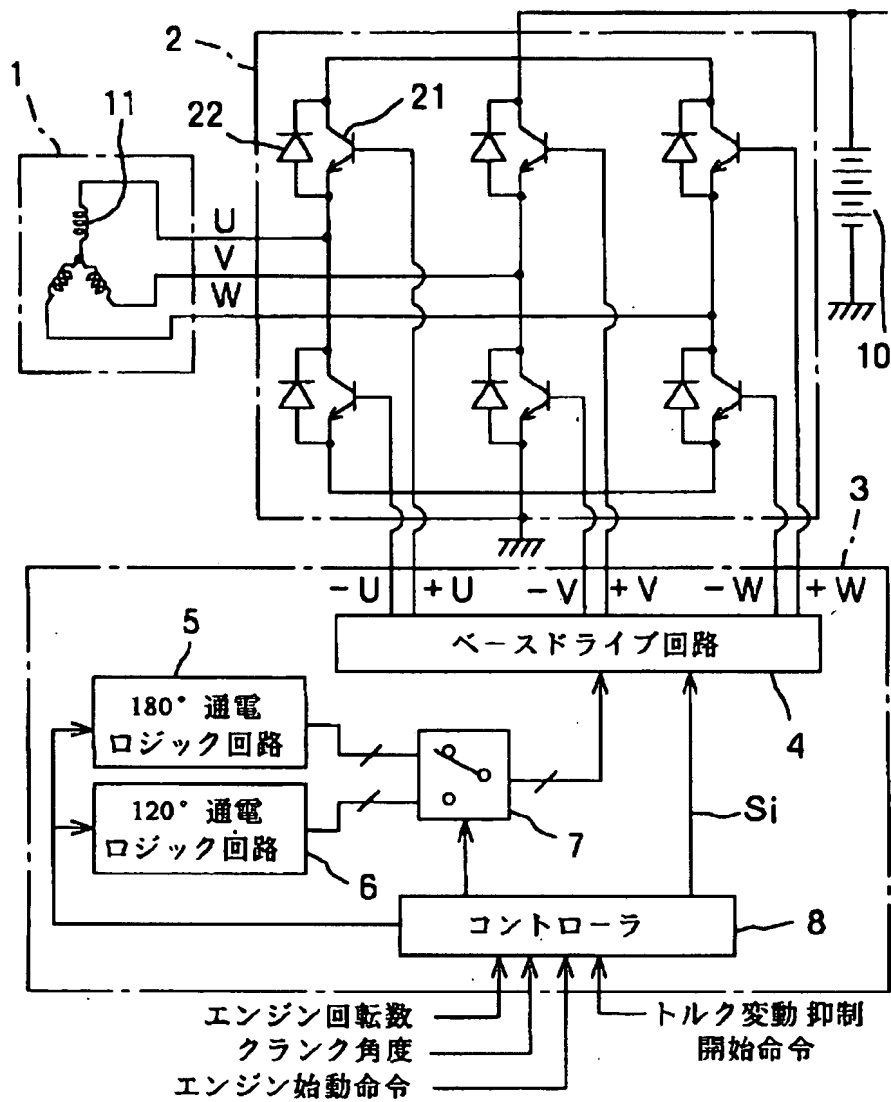 2
1
11
22
21
U
V
W
10
3
-U +U -V +V -W +W
ベースドライブ回路
5
4
180° 通電
ロジック回路
120° 通電
ロジック回路
6
7
Si
コントローラ
8
エンジン回転数
クランク角度
エンジン始動命令
トルク変動抑制
開始命令